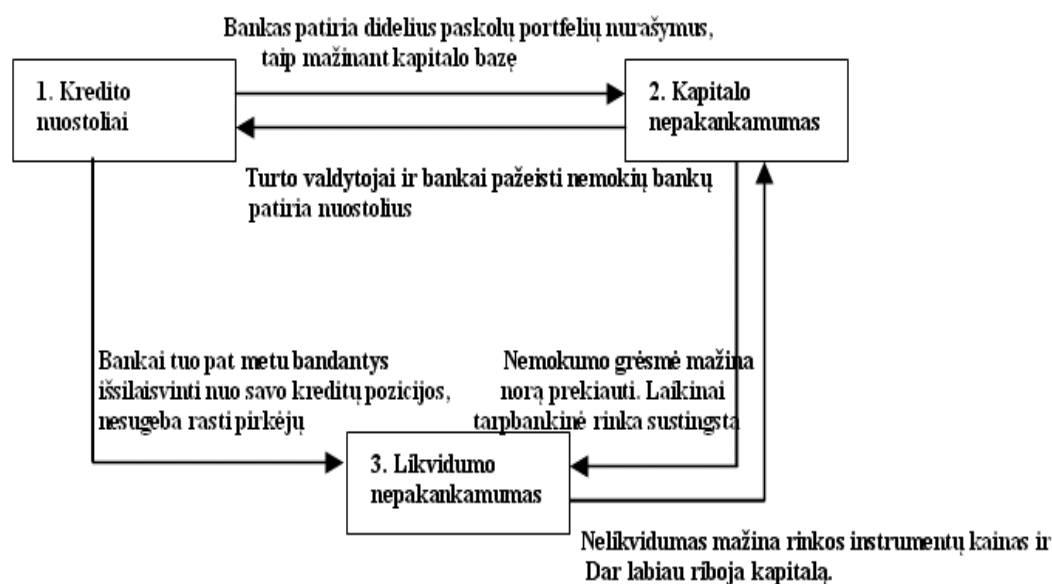 Bankas patiria didelius paskolų portfelių nurašymus,
taip mažinant kapitalo bazę
1. Kredito
nuostoliai
2. Kapitalo
nepakankamumas
Turto valdytojai ir bankai pažeisti nemokių bankų
patiria nuostolius
Bankai tuo pat metu bandantys
išsilaisvinti nuo savo kreditų pozicijos,
nesugeba rasti pirkėjų
Nemokumo grėsmė mažina
norą prekiauti. Laikinai
tarpbankinė rinka sustingsta
3. Likvidumo
nepakankamumas
Nelikvidumas mažina rinkos instrumentų kainas ir
Dar labiau riboja kapitalą.